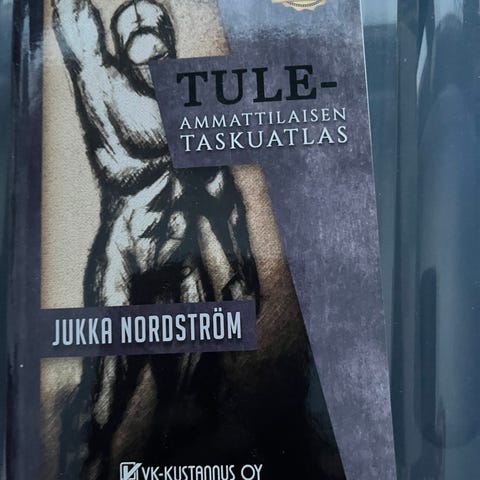 TULE-
AMMATTILAISEN
TASKUATLAS
JUKKA NORDSTRÖM
VK-KUSTANNUS OY